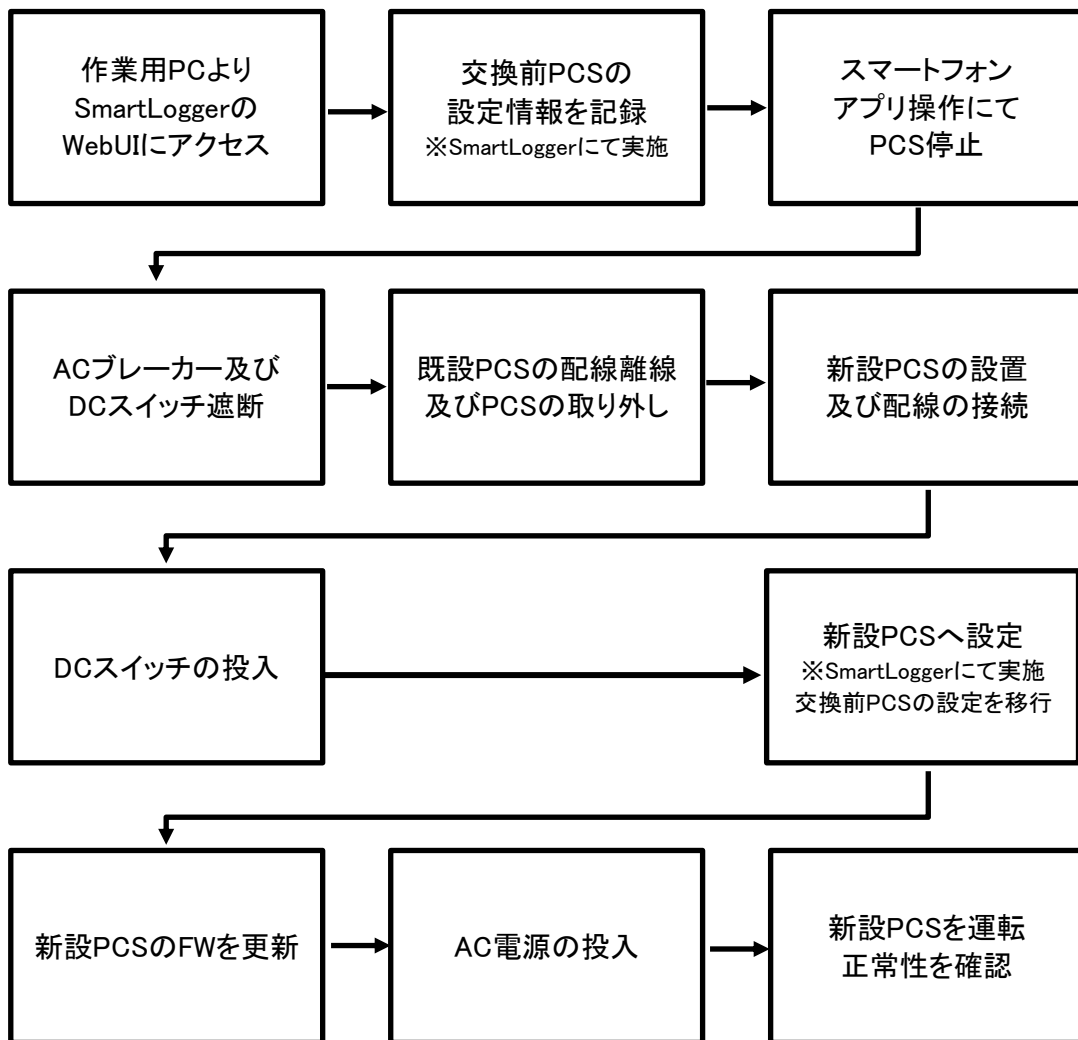 作業用PCより
SmartLoggerの
WebUIにアクセス
交換前PCSの
設定情報を記録
※SmartLoggerにて実施
スマートフォン
アプリ操作にて
PCS停止
ACブレーカー及び
DCスイッチ遮断
既設PCSの配線離線
及びPCSの取り外し
新設PCSの設置
及び配線の接続
DCスイッチの投入
新設PCSへ設定
※SmartLoggerにて実施
交換前PCSの設定を移行
新設PCSのFWを更新
AC電源の投入
新設PCSを運転
正常性を確認